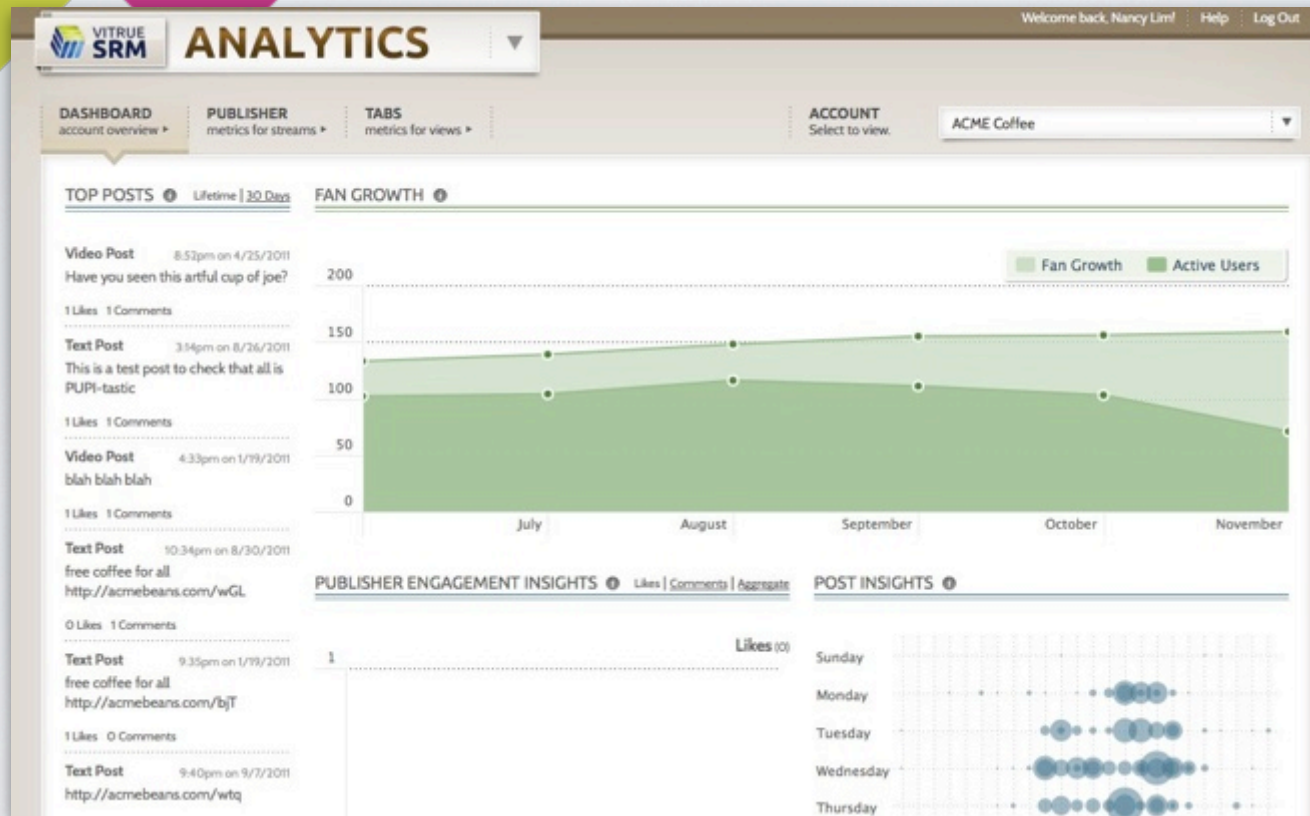 Welcome back, Nancy Lim! Help Log Out
VITRUE
SRM
ANALYTICS
DASHBOARD
account overview
PUBLISHER
metrics for streams
TABS
metrics for views
ACCOUNT
Select to view.
ACME Coffee
TOP POSTS Lifetime | 30 Days
Video Post 8:52pm on 4/25/2011
Have you seen this artful cup of joe?
1 Likes 1 Comments
Text Post 3:14pm on 8/26/2011
This is a test post to check that all is
PUPI-tastic
1 Likes 1 Comments
Video Post 4:33pm on 1/19/2011
blah blah blah
1 Likes 1 Comments
Text Post 10:34pm on 8/30/2011
free coffee for all
http://acmebeans.com/wGL
0 Likes 1 Comments
Text Post 9:35pm on 1/19/2011
free coffee for all
http://acmebeans.com/bjT
1 Likes 0 Comments
Text Post 9:40pm on 9/7/2011
http://acmebeans.com/wtq
FAN GROWTH
Fan Growth Active Users
200
150
100
50
0
July August September October November
PUBLISHER ENGAGEMENT INSIGHTS Likes | Comments | Aggregate
Likes (0)
1
POST INSIGHTS
Sunday
Monday
Tuesday
Wednesday
Thursday